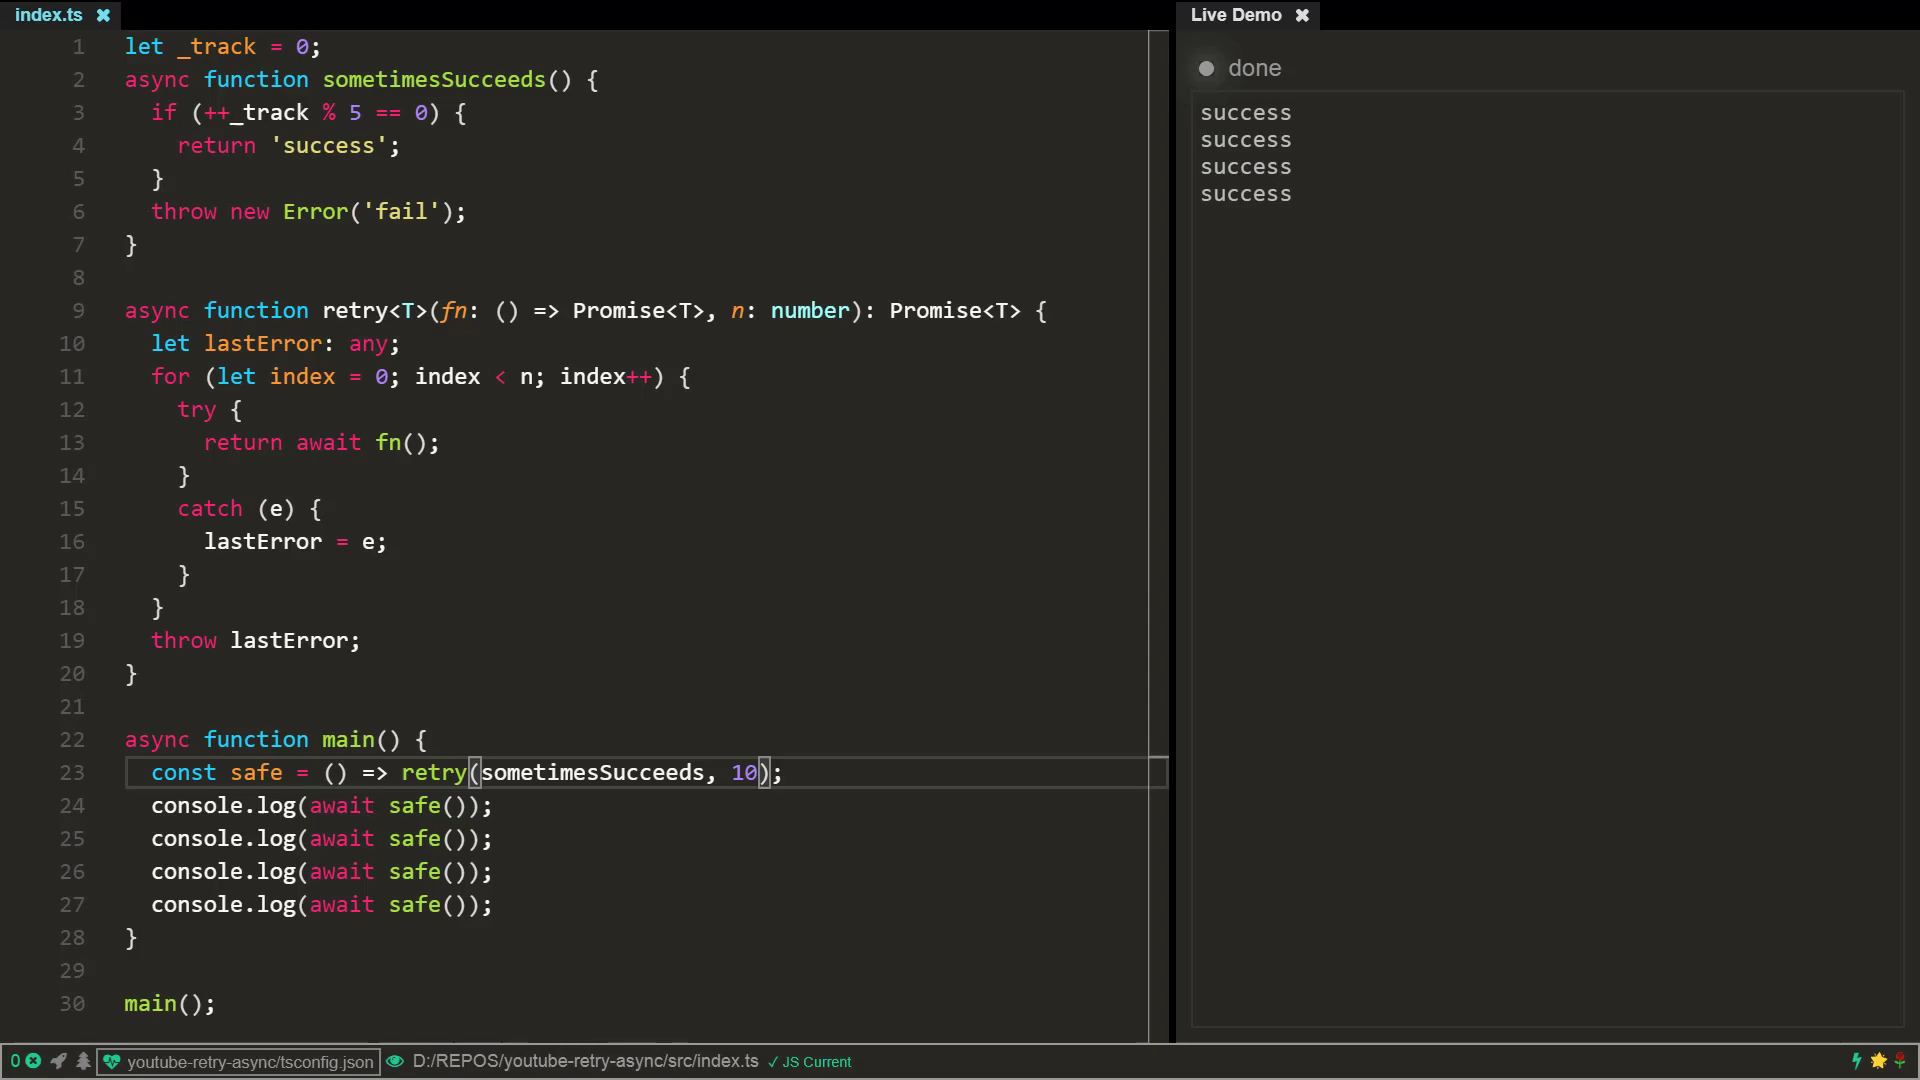 index.ts ✖
1 let _track = 0;
2 async function sometimesSucceeds() {
3   if (++_track % 5 == 0) {
4     return 'success';
5   }
6   throw new Error('fail');
7 }
8
9 async function retry<T>(fn: () => Promise<T>, n: number): Promise<T> {
10   let lastError: any;
11   for (let index = 0; index < n; index++) {
12     try {
13       return await fn();
14     }
15     catch (e) {
16       lastError = e;
17     }
18   }
19   throw lastError;
20 }
21
22 async function main() {
23   const safe = () => retry(sometimesSucceeds, 10);
24   console.log(await safe());
25   console.log(await safe());
26   console.log(await safe());
27   console.log(await safe());
28 }
29
30 main();
Live Demo ✖
done
success
success
success
success
0 youtube-retry-async/tsconfig.json D:/REPOS/youtube-retry-async/src/index.ts ✓ JS Current